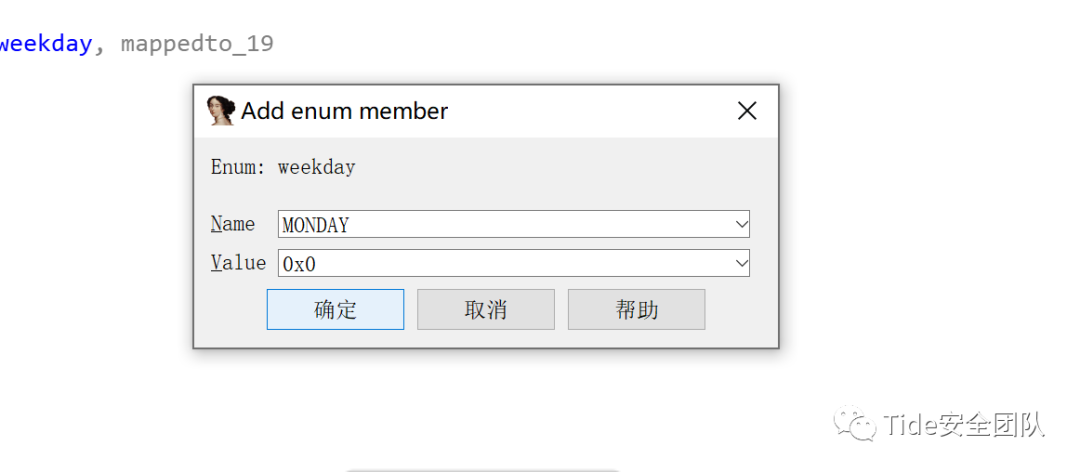 weekday, mappedto_19
Add enum member
Enum: weekday
Name MONDAY
Value 0x0
确定 取消 帮助
Tide安全团队